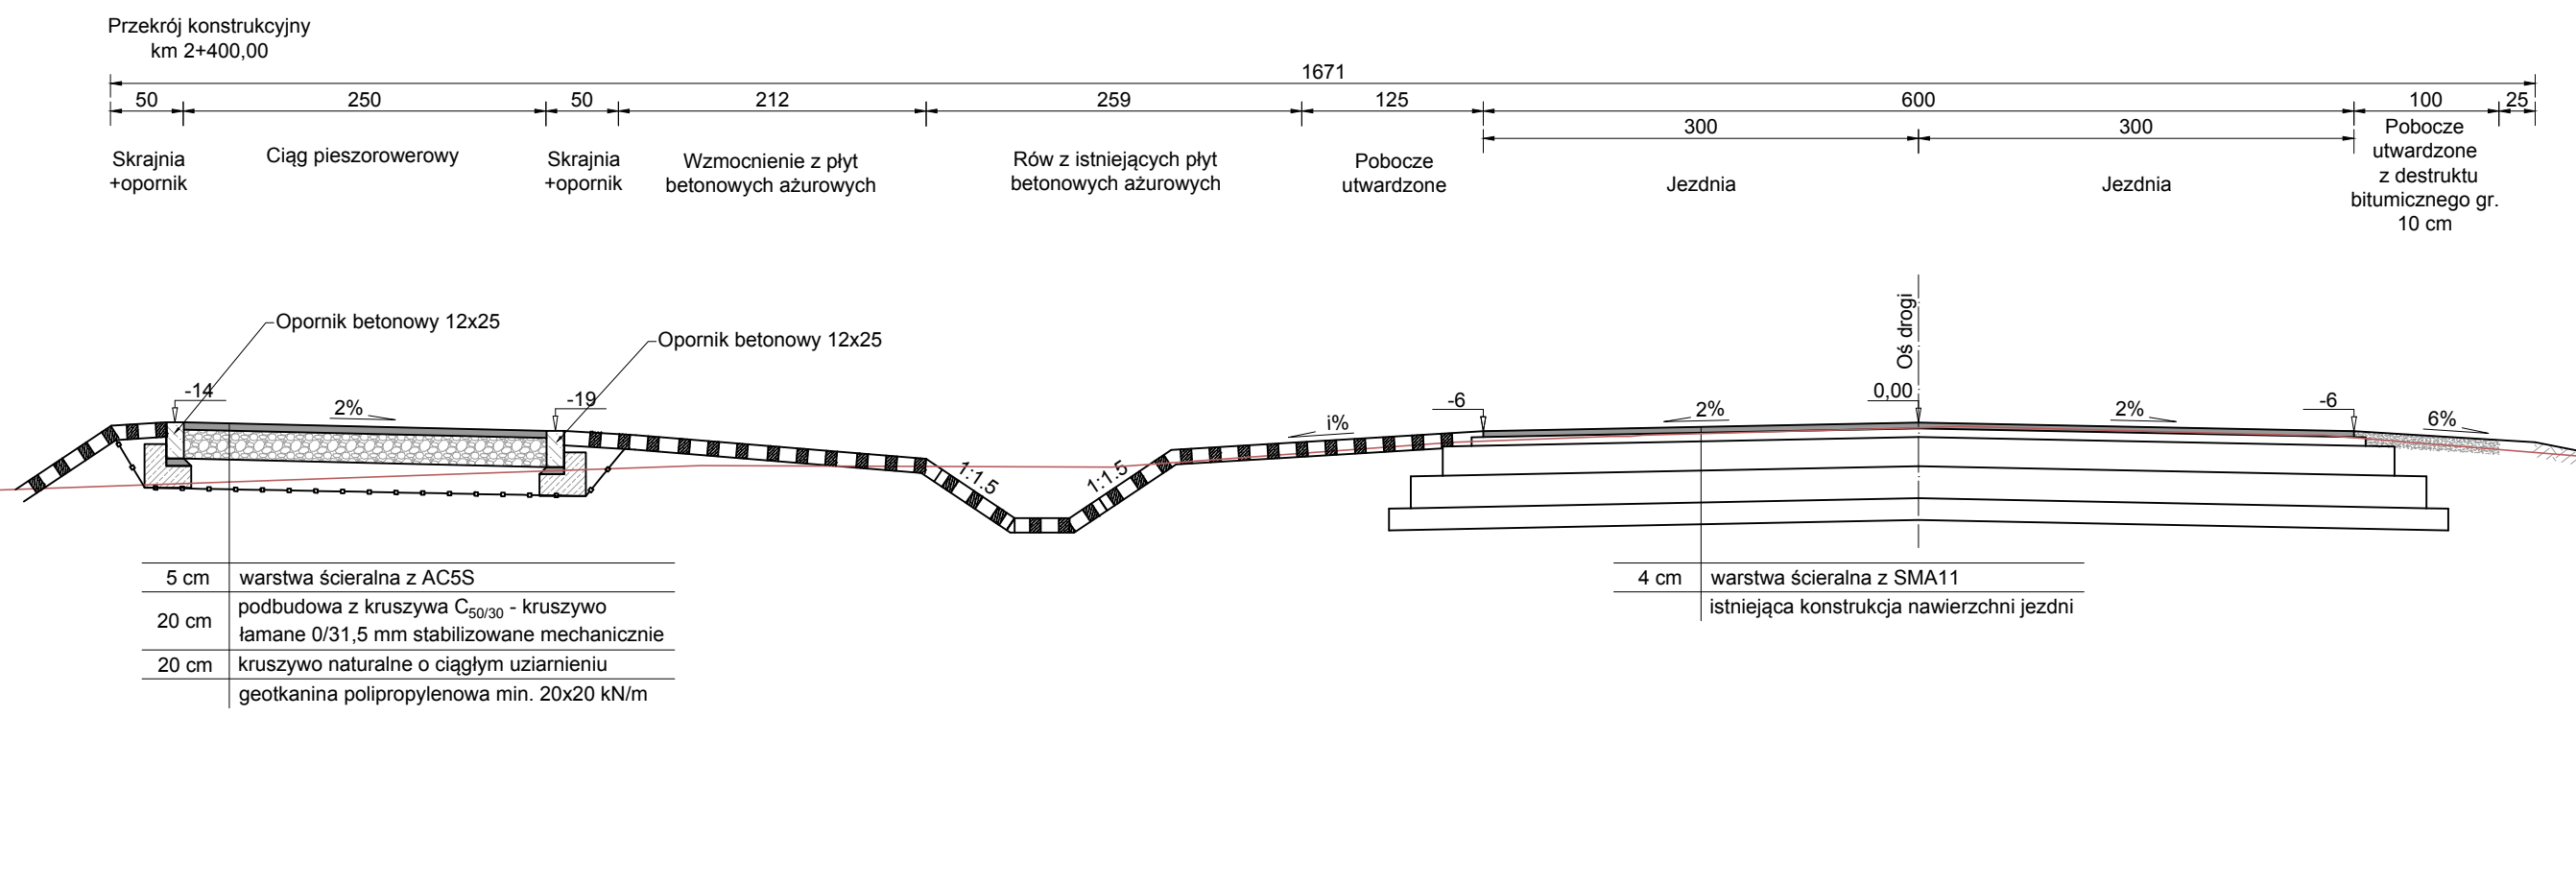 Przekrój konstrukcyjny
km 2+400,00
1671
50 250 50 212 259 125 600 100 25
300 300
Skrajnia
+opornik
Ciąg pieszorowerowy
Skrajnia
+opornik
Wzmocnienie z płyt
betonowych ażurowych
Rów z istniejących płyt
betonowych ażurowych
Pobocze
utwardzone
Jezdnia
Jezdnia
Pobocze
utwardzone
z destruktu
bitumicznego gr.
10 cm
Opornik betonowy 12x25
Opornik betonowy 12x25
Oś drogi
-14
2%
-19
1:1.5
1:1.5
i%
-6
2%
0,00
2%
-6
6%
5 cm warstwa ścieralna z AC5S
20 cm podbudowa z kruszywa C50/30 - kruszywo
łamane 0/31,5 mm stabilizowane mechanicznie
20 cm kruszywo naturalne o ciągłym uziarnieniu
geotkanina polipropylenowa min. 20x20 kN/m
4 cm warstwa ścieralna z SMA11
istniejąca konstrukcja nawierzchni jezdni